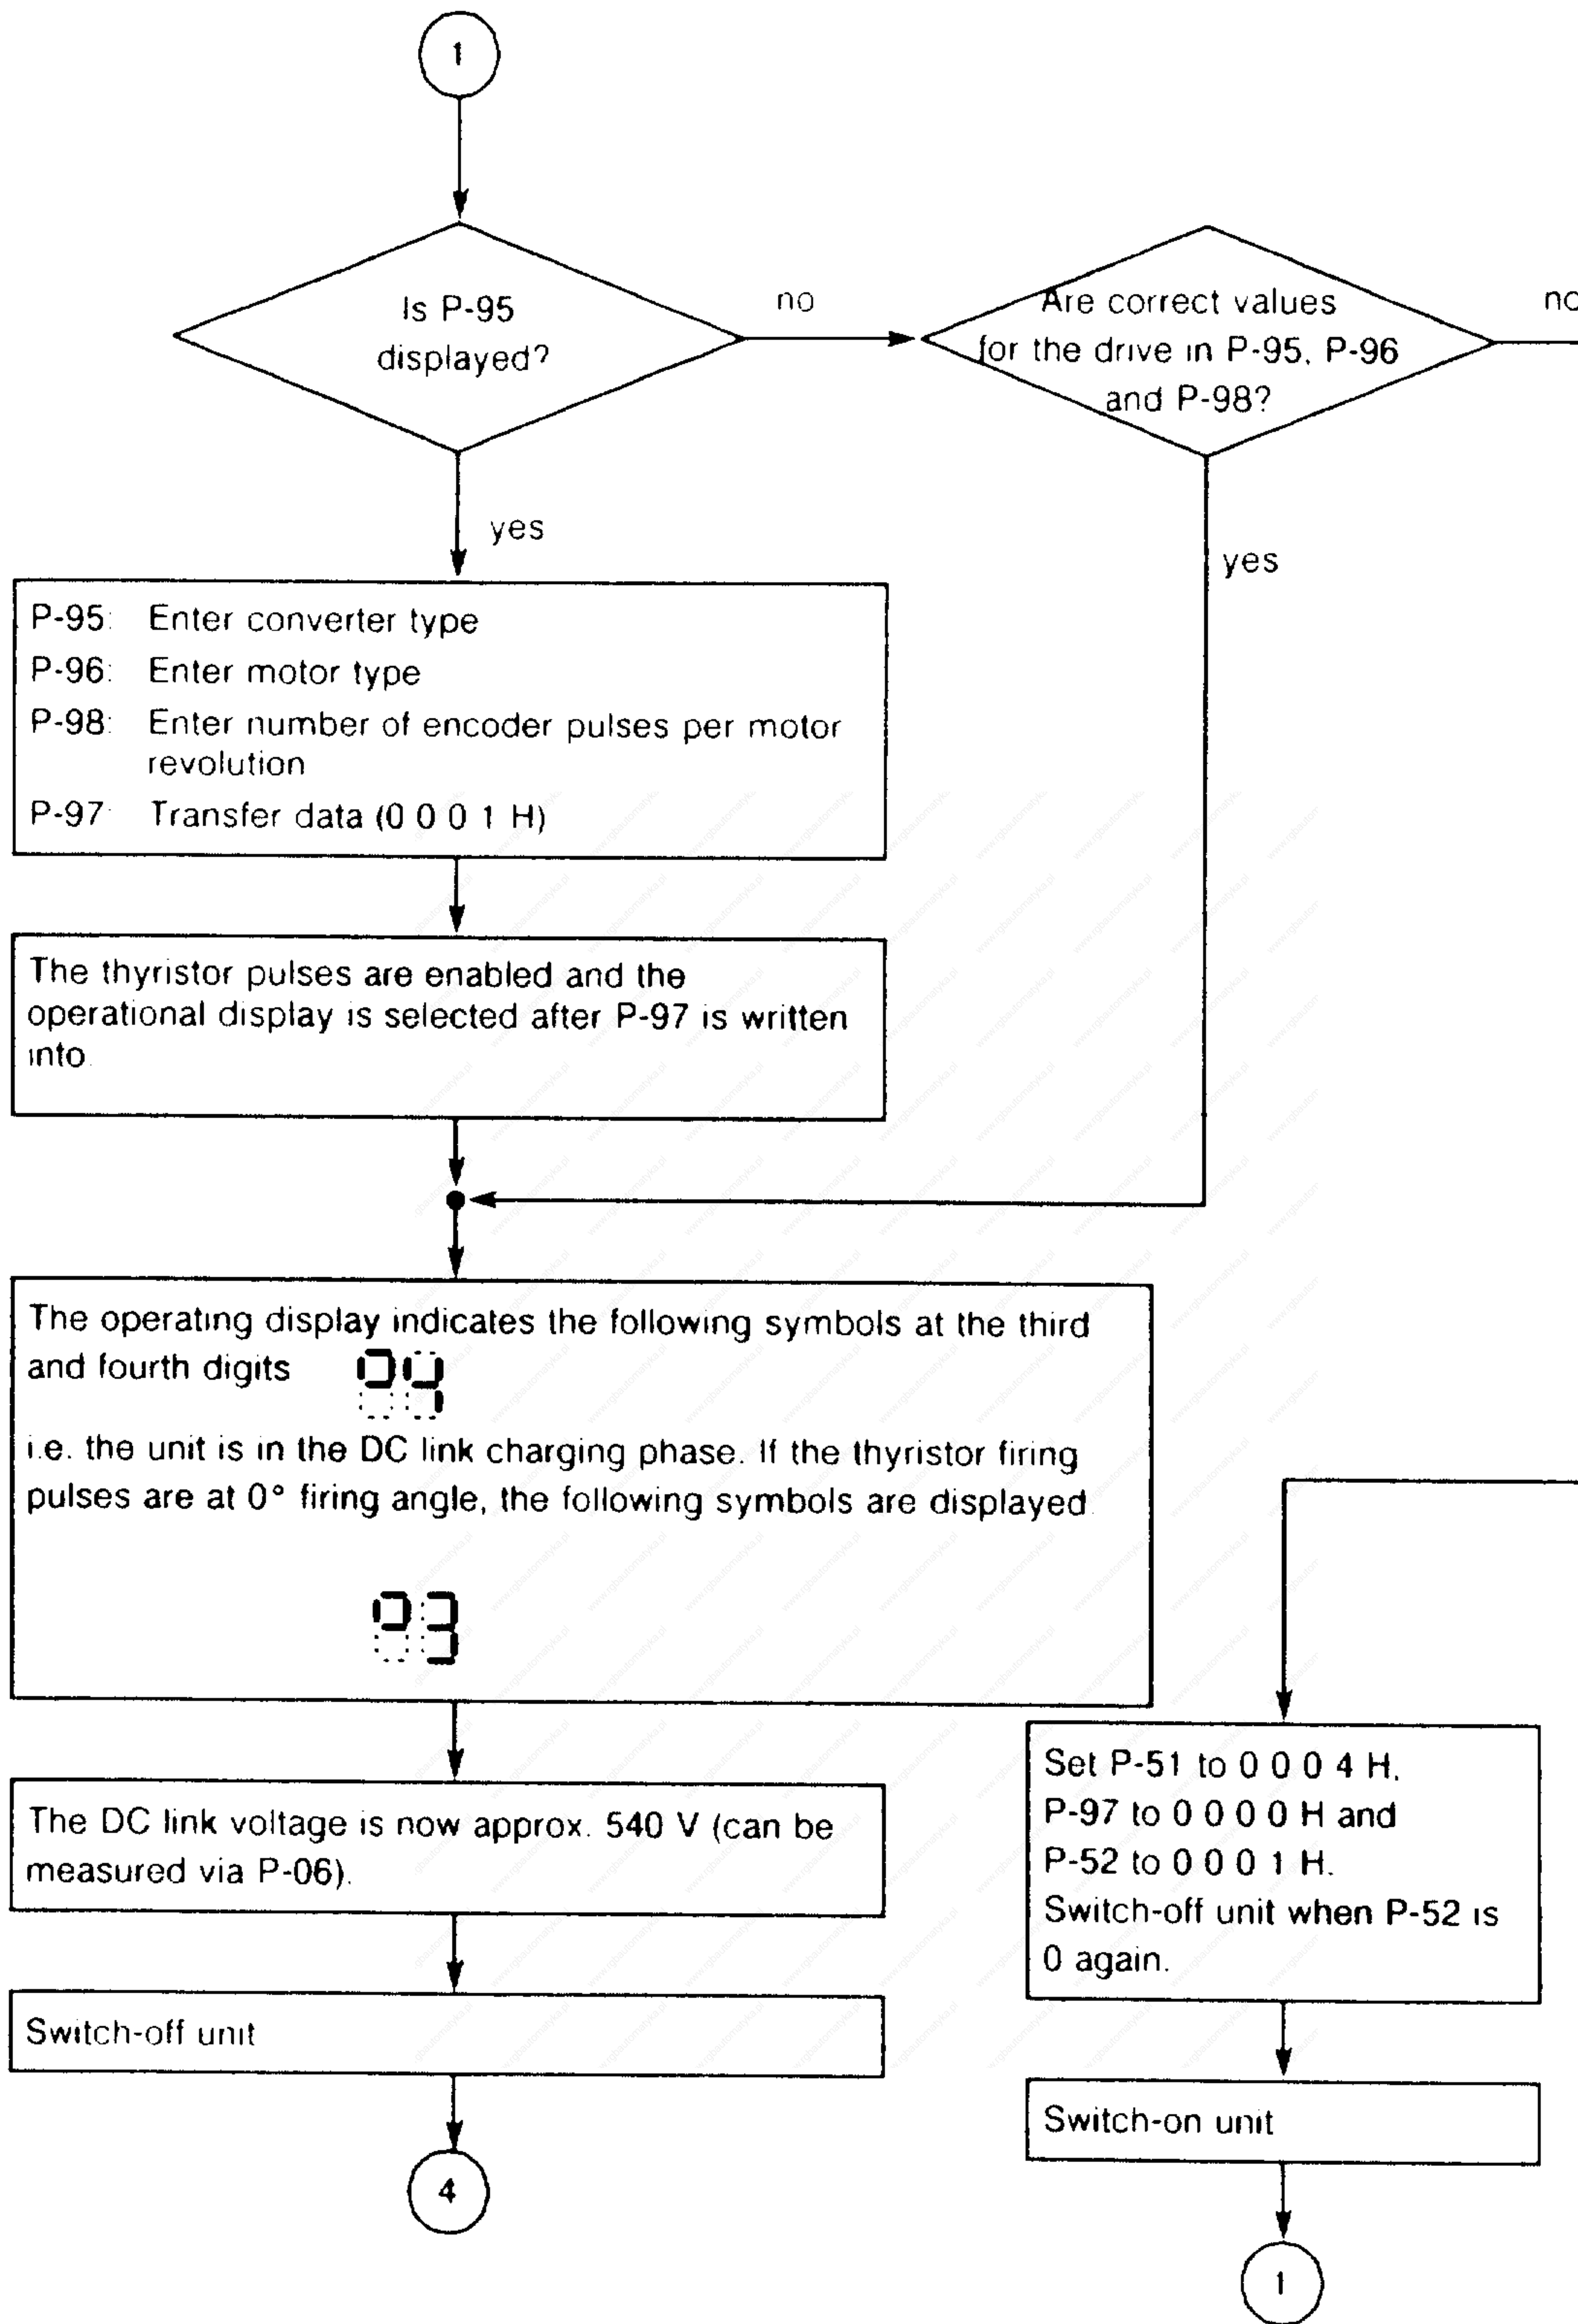 1
Is P-95
displayed?
no
Are correct values
for the drive in P-95, P-96
and P-98?
no
yes
yes
P-95: Enter converter type
P-96: Enter motor type
P-98: Enter number of encoder pulses per motor
revolution
P-97: Transfer data (0 0 0 1 H)
The thyristor pulses are enabled and the
operational display is selected after P-97 is written
into
The operating display indicates the following symbols at the third
and fourth digits
i.e. the unit is in the DC link charging phase. If the thyristor firing
pulses are at 0° firing angle, the following symbols are displayed
The DC link voltage is now approx. 540 V (can be
measured via P-06).
Switch-off unit
4
Set P-51 to 0 0 0 4 H,
P-97 to 0 0 0 0 H and
P-52 to 0 0 0 1 H.
Switch-off unit when P-52 is
0 again.
Switch-on unit
1
www.rgbautomatyka.pl